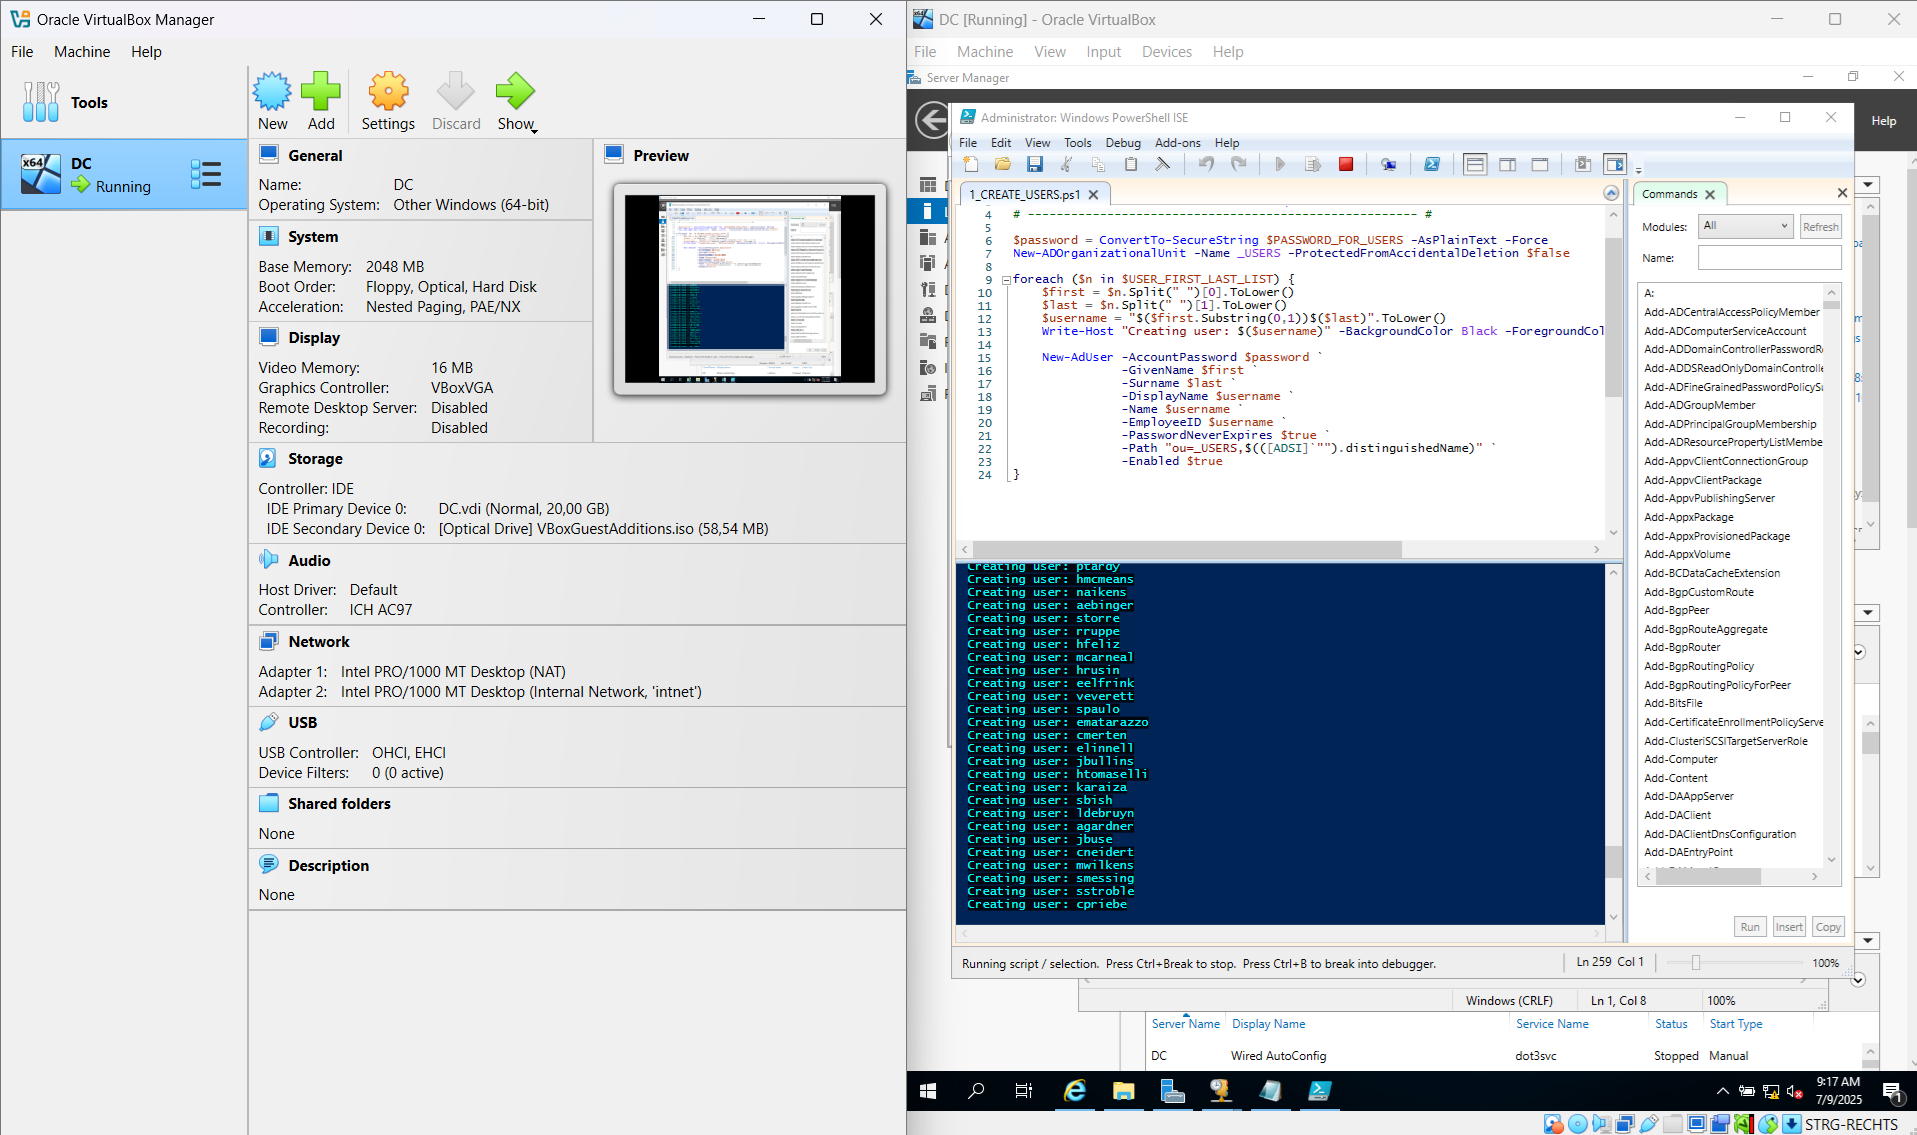 Oracle VirtualBox Manager
File Machine Help
Tools
New Add Settings Discard Show
DC
Running
General
Name: DC
Operating System: Other Windows (64-bit)
System
Base Memory: 2048 MB
Boot Order: Floppy, Optical, Hard Disk
Acceleration: Nested Paging, PAE/NX
Display
Video Memory: 16 MB
Graphics Controller: VBoxVGA
Remote Desktop Server: Disabled
Recording: Disabled
Preview
Storage
Controller: IDE
IDE Primary Device 0: DC.vdi (Normal, 20,00 GB)
IDE Secondary Device 0: [Optical Drive] VBoxGuestAdditions.iso (58,54 MB)
Audio
Host Driver: Default
Controller: ICH AC97
Network
Adapter 1: Intel PRO/1000 MT Desktop (NAT)
Adapter 2: Intel PRO/1000 MT Desktop (Internal Network, 'intnet')
USB
USB Controller: OHCI, EHCI
Device Filters: 0 (0 active)
Shared folders
None
Description
None
DC [Running] - Oracle VirtualBox
File Machine View Input Devices Help
Server Manager
Help
Administrator: Windows PowerShell ISE
File Edit View Tools Debug Add-ons Help
1_CREATE_USERS.ps1
4 # ------------------------------------------------------ #
5
6 $password = ConvertTo-SecureString $PASSWORD_FOR_USERS -AsPlainText -Force
7 New-ADOrganizationalUnit -Name _USERS -ProtectedFromAccidentalDeletion $false
8
9 foreach ($n in $USER_FIRST_LAST_LIST) {
10 $first = $n.Split(" ")[0].ToLower()
11 $last = $n.Split(" ")[1].ToLower()
12 $username = "$($first.Substring(0,1))$($last)".ToLower()
13 Write-Host "Creating user: $($username)" -BackgroundColor Black -ForegroundCol
14
15 New-AdUser -AccountPassword $password `
16 -GivenName $first `
17 -Surname $last `
18 -DisplayName $username `
19 -Name $username `
20 -EmployeeID $username `
21 -PasswordNeverExpires $true `
22 -Path "ou=_USERS,$(([ADSI]`"").distinguishedName)" `
23 -Enabled $true
24 }
Creating user: ptardy
Creating user: hmcmeans
Creating user: naikens
Creating user: aebinger
Creating user: storre
Creating user: rruppe
Creating user: hfeliz
Creating user: mcarneal
Creating user: hrusin
Creating user: eelfrink
Creating user: veverett
Creating user: spaulo
Creating user: ematarazzo
Creating user: cmerten
Creating user: elinnell
Creating user: jbullins
Creating user: htomaselli
Creating user: karaiza
Creating user: sbish
Creating user: ldebruyn
Creating user: agardner
Creating user: jbuse
Creating user: cneidert
Creating user: mwilkens
Creating user: smessing
Creating user: sstroble
Creating user: cpriebe
Running script / selection. Press Ctrl+Break to stop. Press Ctrl+B to break into debugger.
Ln 259 Col 1
100%
Commands
Modules: All Refresh
Name:
A:
Add-ADCentralAccessPolicyMember
Add-ADComputerServiceAccount
Add-ADDomainControllerPasswordR
Add-ADDSReadOnlyDomainControlle
Add-ADFineGrainedPasswordPolicySu
Add-ADGroupMember
Add-ADPrincipalGroupMembership
Add-ADResourcePropertyListMembe
Add-AppvClientConnectionGroup
Add-AppvClientPackage
Add-AppvPublishingServer
Add-AppxPackage
Add-AppxProvisionedPackage
Add-AppxVolume
Add-BCDataCacheExtension
Add-BgpCustomRoute
Add-BgpPeer
Add-BgpRouteAggregate
Add-BgpRouter
Add-BgpRoutingPolicy
Add-BgpRoutingPolicyForPeer
Add-BitsFile
Add-CertificateEnrollmentPolicyServe
Add-ClusteriSCSITargetServerRole
Add-Computer
Add-Content
Add-DAAppServer
Add-DAClient
Add-DAClientDnsConfiguration
Add-DAEntryPoint
Run Insert Copy
Windows (CRLF) Ln 1, Col 8 100%
Server Name Display Name Service Name Status Start Type
DC Wired AutoConfig dot3svc Stopped Manual
9:17 AM
7/9/2025
1
STRG-RECHTS